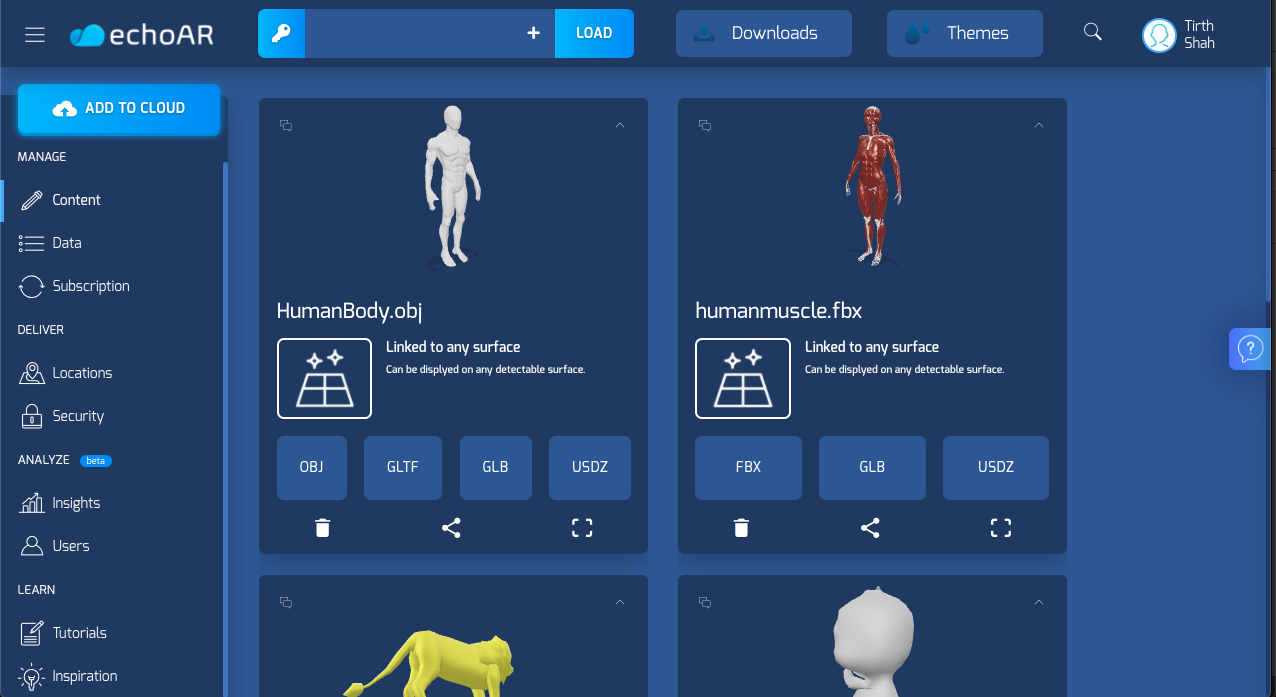 echoAR
LOAD
Downloads
Themes
Tirth
Shah
ADD TO CLOUD
MANAGE
Content
Data
Subscription
DELIVER
Locations
Security
ANALYZE beta
Insights
Users
LEARN
Tutorials
Inspiration
HumanBody.obj
Linked to any surface
Can be displyed on any detectable surface.
OBJ GLTF GLB USDZ
humanmuscle.fbx
Linked to any surface
Can be displyed on any detectable surface.
FBX GLB USDZ